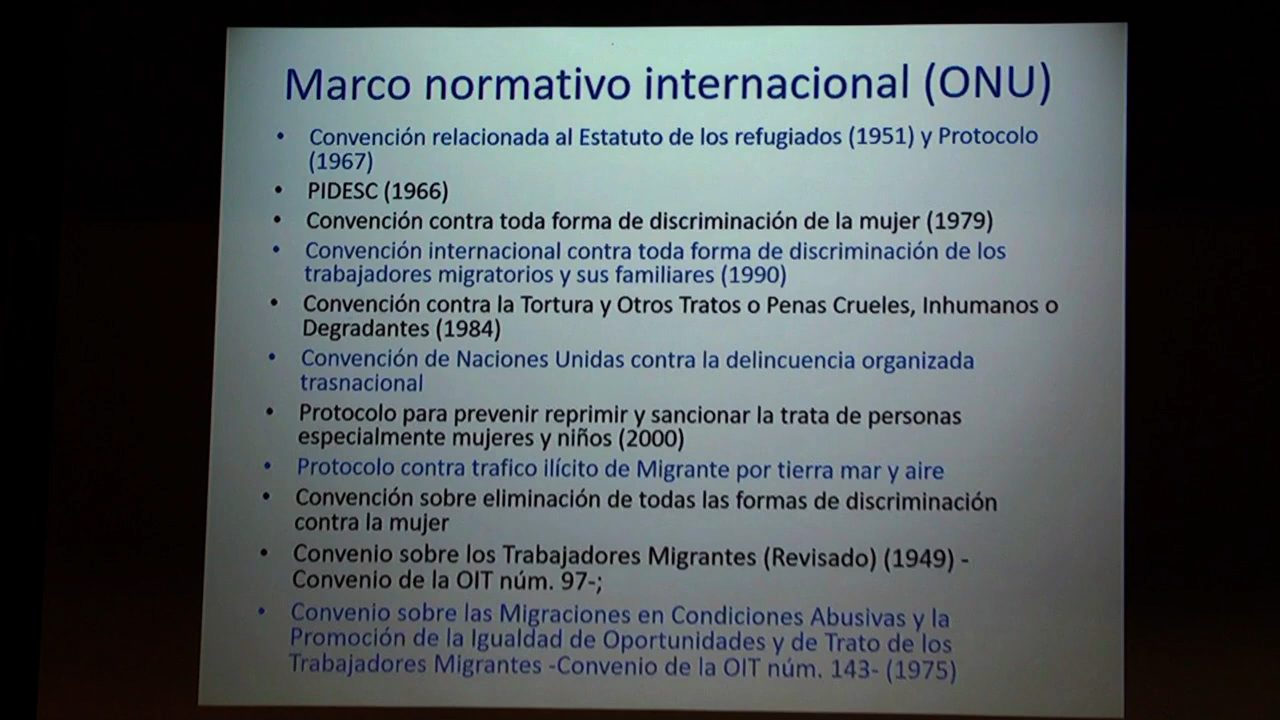 Marco normativo internacional (ONU)
• Convención relacionada al Estatuto de los refugiados (1951) y Protocolo
(1967)
• PIDESC (1966)
• Convención contra toda forma de discriminación de la mujer (1979)
• Convención internacional contra toda forma de discriminación de los
trabajadores migratorios y sus familiares (1990)
• Convención contra la Tortura y Otros Tratos o Penas Crueles, Inhumanos o
Degradantes (1984)
• Convención de Naciones Unidas contra la delincuencia organizada
trasnacional
• Protocolo para prevenir reprimir y sancionar la trata de personas
especialmente mujeres y niños (2000)
• Protocolo contra trafico ilícito de Migrante por tierra mar y aire
• Convención sobre eliminación de todas las formas de discriminación
contra la mujer
• Convenio sobre los Trabajadores Migrantes (Revisado) (1949) -
Convenio de la OIT núm. 97-;
• Convenio sobre las Migraciones en Condiciones Abusivas y la
Promoción de la Igualdad de Oportunidades y de Trato de los
Trabajadores Migrantes -Convenio de la OIT núm. 143- (1975)